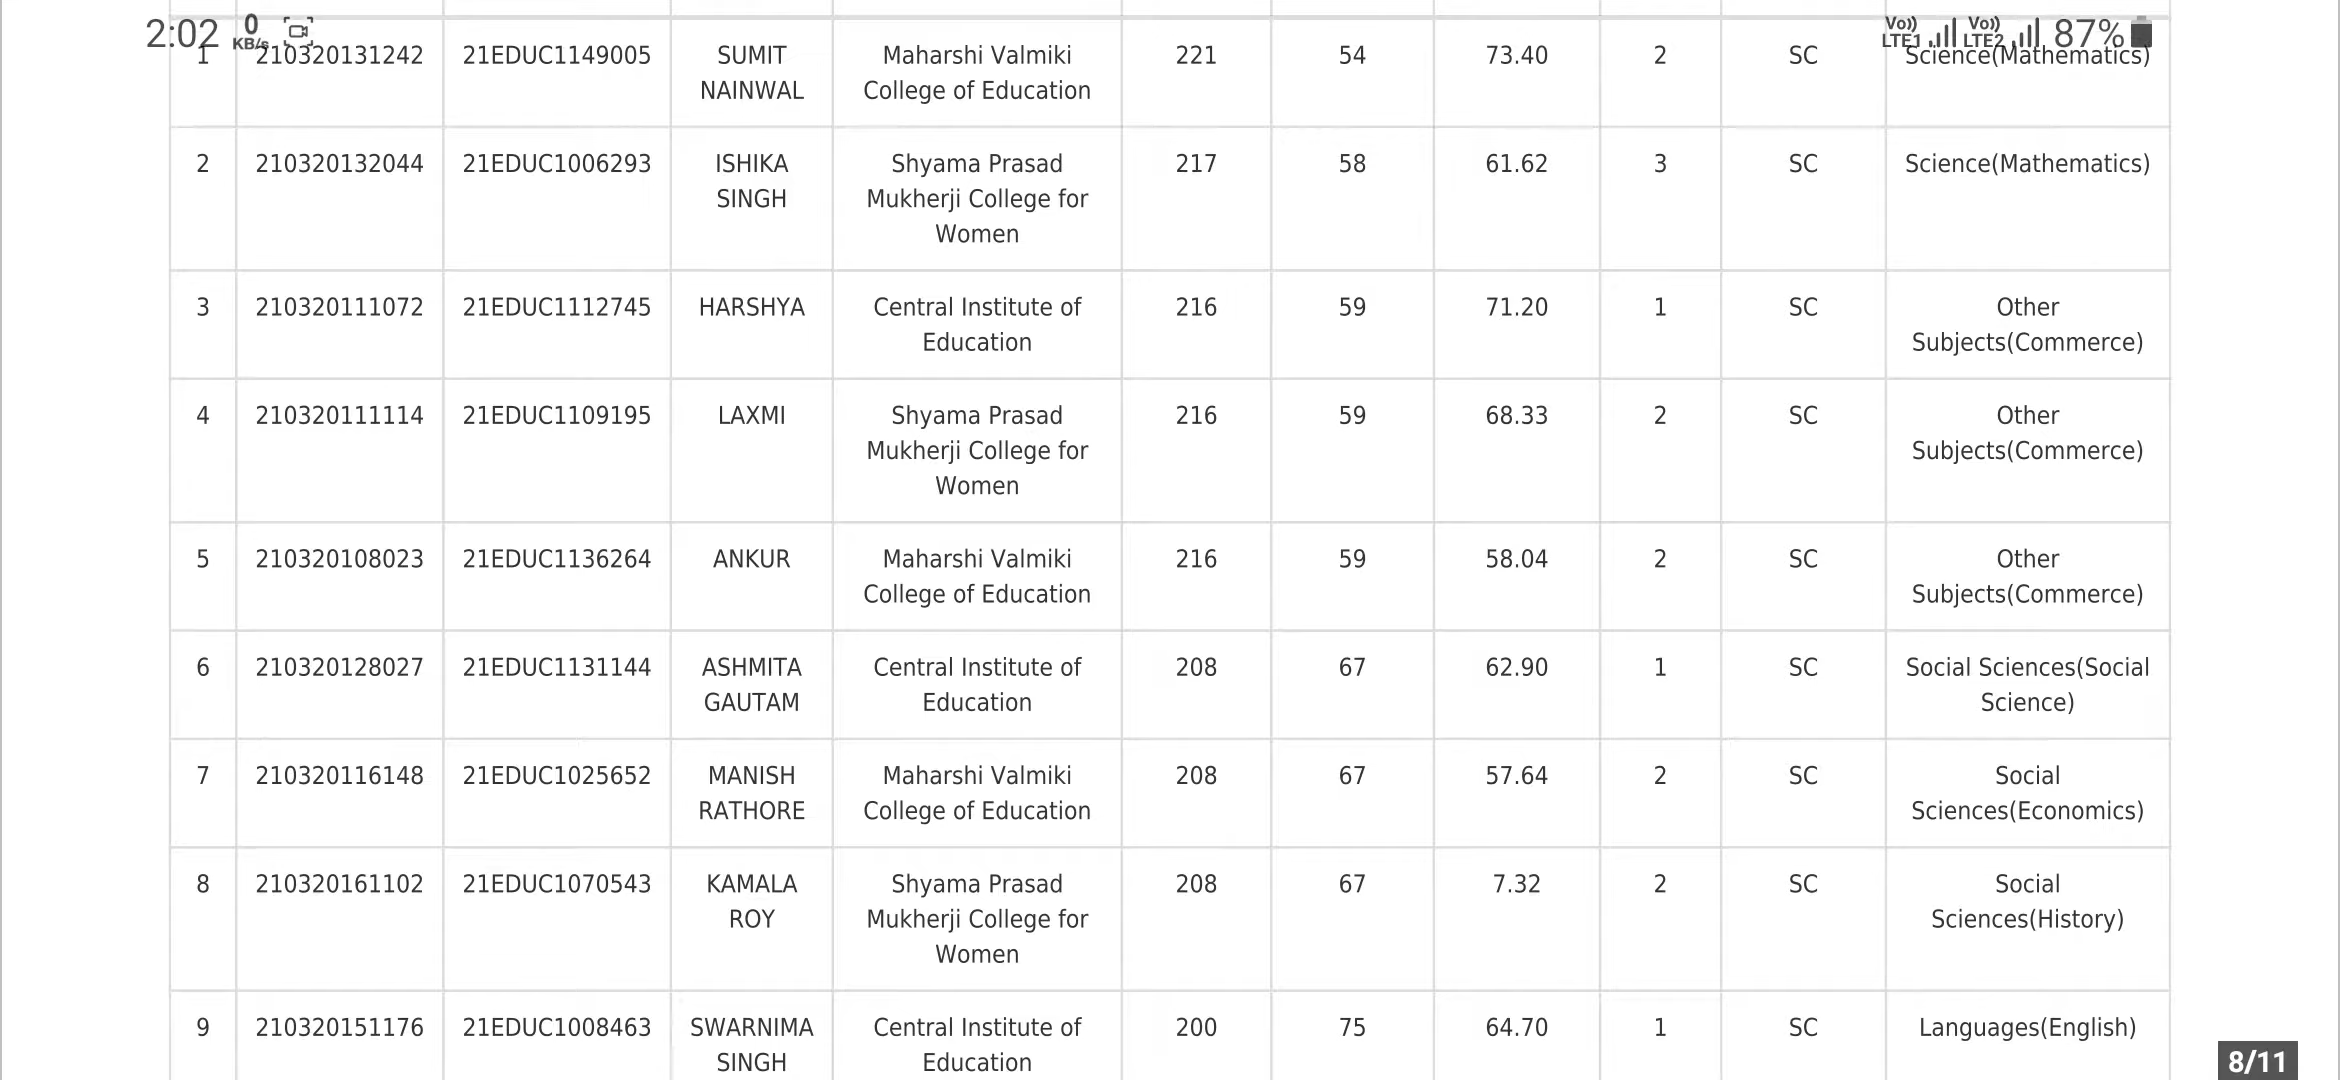 2:02 0 KB/s Vo)) LTE1 Vo)) LTE2 87%
1 210320131242 21EDUC1149005 SUMIT Maharshi Valmiki 221 54 73.40 2 SC Science(Mathematics)
NAINWAL College of Education
2 210320132044 21EDUC1006293 ISHIKA Shyama Prasad 217 58 61.62 3 SC Science(Mathematics)
SINGH Mukherji College for
Women
3 210320111072 21EDUC1112745 HARSHYA Central Institute of 216 59 71.20 1 SC Other
Education Subjects(Commerce)
4 210320111114 21EDUC1109195 LAXMI Shyama Prasad 216 59 68.33 2 SC Other
Mukherji College for Subjects(Commerce)
Women
5 210320108023 21EDUC1136264 ANKUR Maharshi Valmiki 216 59 58.04 2 SC Other
College of Education Subjects(Commerce)
6 210320128027 21EDUC1131144 ASHMITA Central Institute of 208 67 62.90 1 SC Social Sciences(Social
GAUTAM Education Science)
7 210320116148 21EDUC1025652 MANISH Maharshi Valmiki 208 67 57.64 2 SC Social
RATHORE College of Education Sciences(Economics)
8 210320161102 21EDUC1070543 KAMALA Shyama Prasad 208 67 7.32 2 SC Social
ROY Mukherji College for Sciences(History)
Women
9 210320151176 21EDUC1008463 SWARNIMA Central Institute of 200 75 64.70 1 SC Languages(English)
SINGH Education
8/11